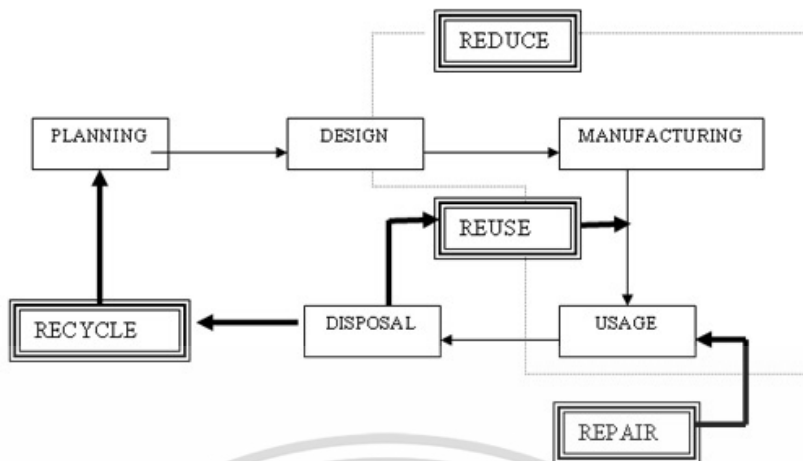 REDUCE
PLANNING
DESIGN
MANUFACTURING
REUSE
RECYCLE
DISPOSAL
USAGE
REPAIR